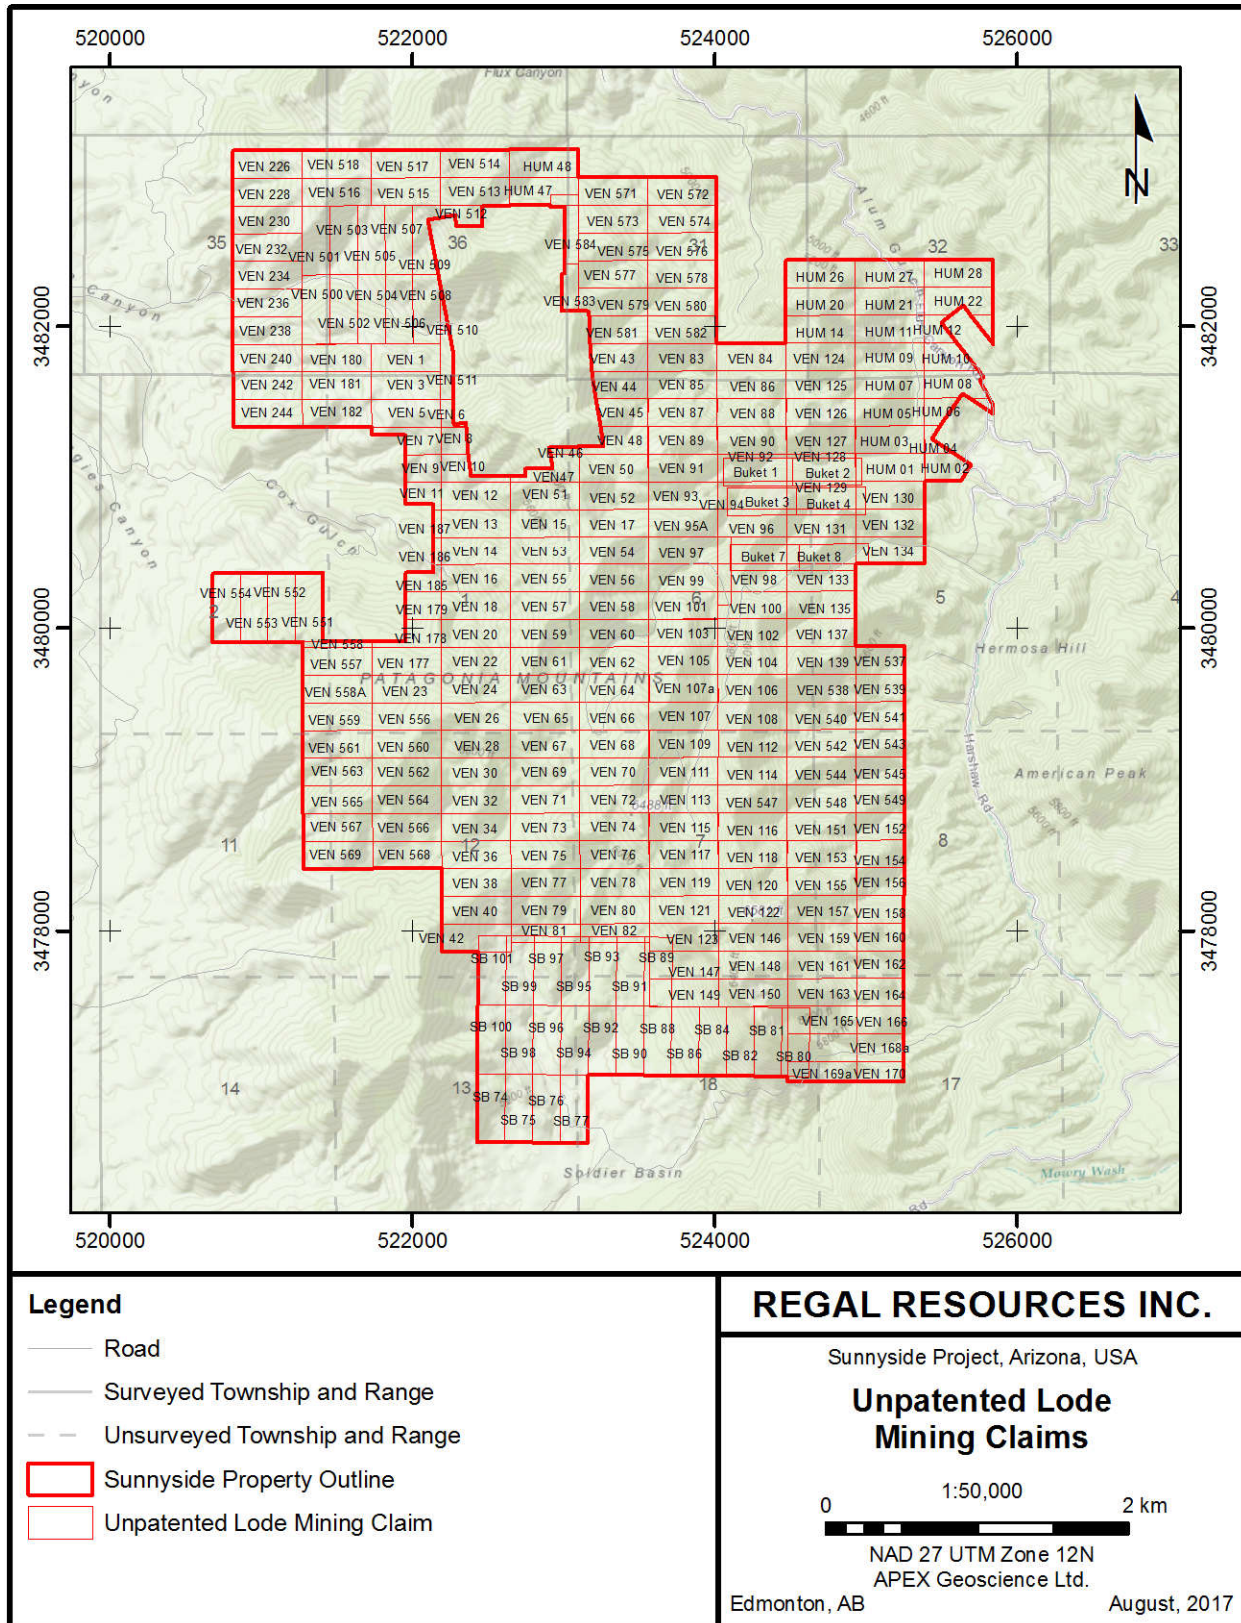 520000 522000 524000 526000
Flux Canyon
4600 ft
N
VEN 226 VEN 518 VEN 517 VEN 514 HUM 48
VEN 228 VEN 516 VEN 515 VEN 513 HUM 47 VEN 571 VEN 572
VEN 230 VEN 503 VEN 507 VEN 512 VEN 573 VEN 574
35 36 31 32 33
VEN 232 VEN 501 VEN 505 VEN 509 VEN 584 VEN 575 VEN 576
Alum Gulch
5000 ft
VEN 234 VEN 577 VEN 578 HUM 26 HUM 27 HUM 28
VEN 236 VEN 500 VEN 504 VEN 508 VEN 583 VEN 579 VEN 580 HUM 20 HUM 21 HUM 22
Canyon
3482000 3482000
VEN 238 VEN 502 VEN 506 VEN 510 VEN 581 VEN 582 HUM 14 HUM 11 HUM 12
VEN 240 VEN 180 VEN 1 VEN 43 VEN 83 VEN 84 VEN 124 HUM 09 HUM 10
VEN 242 VEN 181 VEN 3 VEN 511 VEN 44 VEN 85 VEN 86 VEN 125 HUM 07 HUM 08
VEN 244 VEN 182 VEN 5 VEN 6 VEN 45 VEN 87 VEN 88 VEN 126 HUM 05 HUM 06
VEN 7 VEN 8 VEN 48 VEN 89 VEN 90 VEN 127 HUM 03 HUM 04
VEN 9 VEN 10 VEN 46 VEN47 VEN 50 VEN 91 VEN 92 VEN 128 HUM 01 HUM 02
Buket 1 Buket 2
VEN 11 VEN 12 VEN 51 VEN 52 VEN 93 VEN 94 Buket 3 VEN 129 Buket 4 VEN 130
Cox Gulch
VEN 187 VEN 13 VEN 15 VEN 17 VEN 95A VEN 96 VEN 131 VEN 132
VEN 186 VEN 14 VEN 53 VEN 54 VEN 97 Buket 7 Buket 8 VEN 134
Canyon
VEN 185 VEN 16 VEN 55 VEN 56 VEN 99 VEN 98 VEN 133
VEN 554 VEN 552
2 1 6 5 4
VEN 179 VEN 18 VEN 57 VEN 58 VEN 101 VEN 100 VEN 135
VEN 553 VEN 551
3480000 3480000
VEN 558 VEN 178 VEN 20 VEN 59 VEN 60 VEN 103 VEN 102 VEN 137
Hermosa Hill
VEN 557 VEN 177 VEN 22 VEN 61 VEN 62 VEN 105 VEN 104 VEN 139 VEN 537
PATAGONIA MOUNTAINS
VEN 558A VEN 23 VEN 24 VEN 63 VEN 64 VEN 107a VEN 106 VEN 538 VEN 539
VEN 559 VEN 556 VEN 26 VEN 65 VEN 66 VEN 107 VEN 108 VEN 540 VEN 541
VEN 561 VEN 560 VEN 28 VEN 67 VEN 68 VEN 109 VEN 112 VEN 542 VEN 543
Harshaw Rd
VEN 563 VEN 562 VEN 30 VEN 69 VEN 70 VEN 111 VEN 114 VEN 544 VEN 545
American Peak
VEN 565 VEN 564 VEN 32 VEN 71 VEN 72 VEN 113 VEN 547 VEN 548 VEN 549
6488 ft
5800 ft
5600 ft
VEN 567 VEN 566 VEN 34 VEN 73 VEN 74 VEN 115 VEN 116 VEN 151 VEN 152
11 12 7 8
VEN 569 VEN 568 VEN 36 VEN 75 VEN 76 VEN 117 VEN 118 VEN 153 VEN 154
VEN 38 VEN 77 VEN 78 VEN 119 VEN 120 VEN 155 VEN 156
VEN 40 VEN 79 VEN 80 VEN 121 VEN 122 VEN 157 VEN 158
3478000 3478000
VEN 42 VEN 81 VEN 82 VEN 123 VEN 146 VEN 159 VEN 160
SB 101 SB 97 SB 93 SB 89 VEN 147 VEN 148 VEN 161 VEN 162
SB 99 SB 95 SB 91 VEN 149 VEN 150 VEN 163 VEN 164
SB 100 SB 96 SB 92 SB 88 SB 84 SB 81 VEN 165 VEN 166
5800 ft
SB 98 SB 94 SB 90 SB 86 SB 82 SB 80 VEN 168a
VEN 169a VEN 170
14 13 18 17
SB 74 SB 76
SB 75 SB 77
Soldier Basin
Mowry Wash
Rd
520000 522000 524000 526000
Legend
Road
Surveyed Township and Range
Unsurveyed Township and Range
Sunnyside Property Outline
Unpatented Lode Mining Claim
REGAL RESOURCES INC.
Sunnyside Project, Arizona, USA
Unpatented Lode
Mining Claims
1:50,000
0 2 km
NAD 27 UTM Zone 12N
APEX Geoscience Ltd.
Edmonton, AB August, 2017